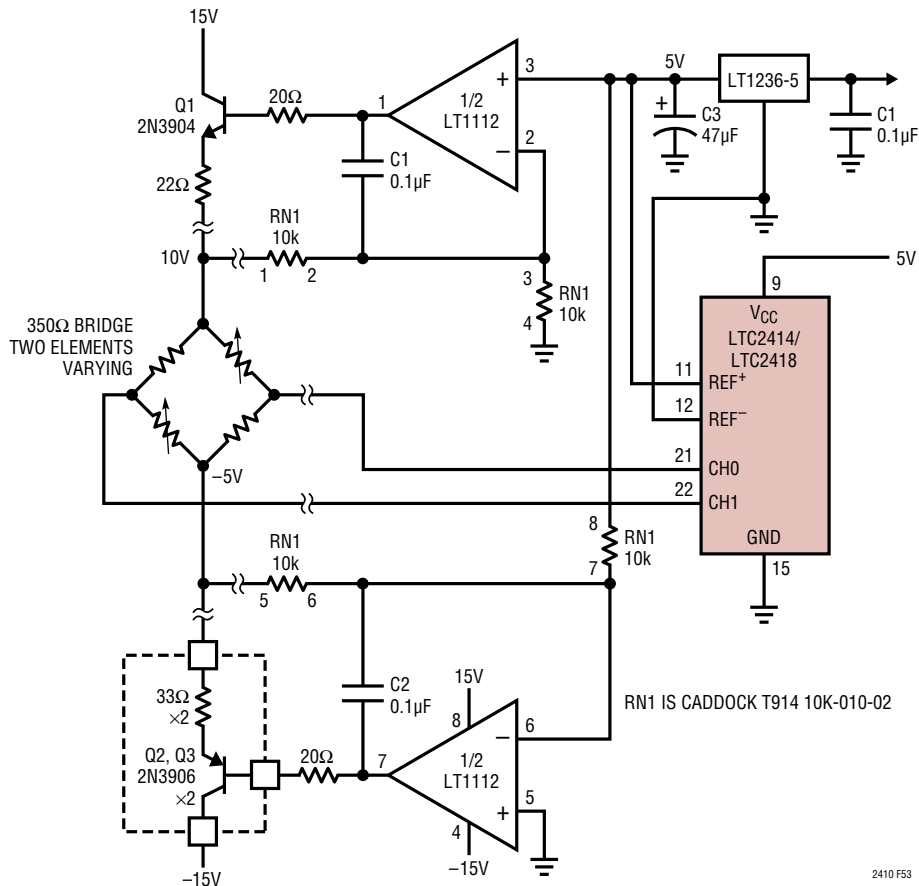 15V
Q1
2N3904
20Ω
1
1/2
LT1112
+
3
–
2
5V
LT1236-5
+
C3
47µF
C1
0.1µF
C1
0.1µF
22Ω
10V
RN1
10k
1
2
3
4
RN1
10k
5V
9
VCC
LTC2414/
LTC2418
11
REF+
12
REF–
21
CH0
22
CH1
GND
15
350Ω BRIDGE
TWO ELEMENTS
VARYING
–5V
8
7
RN1
10k
RN1
10k
5
6
C2
0.1µF
15V
8
33Ω
×2
Q2, Q3
2N3906
×2
20Ω
7
1/2
LT1112
–
6
+
5
4
–15V
–15V
RN1 IS CADDOCK T914 10K-010-02
2410 F53